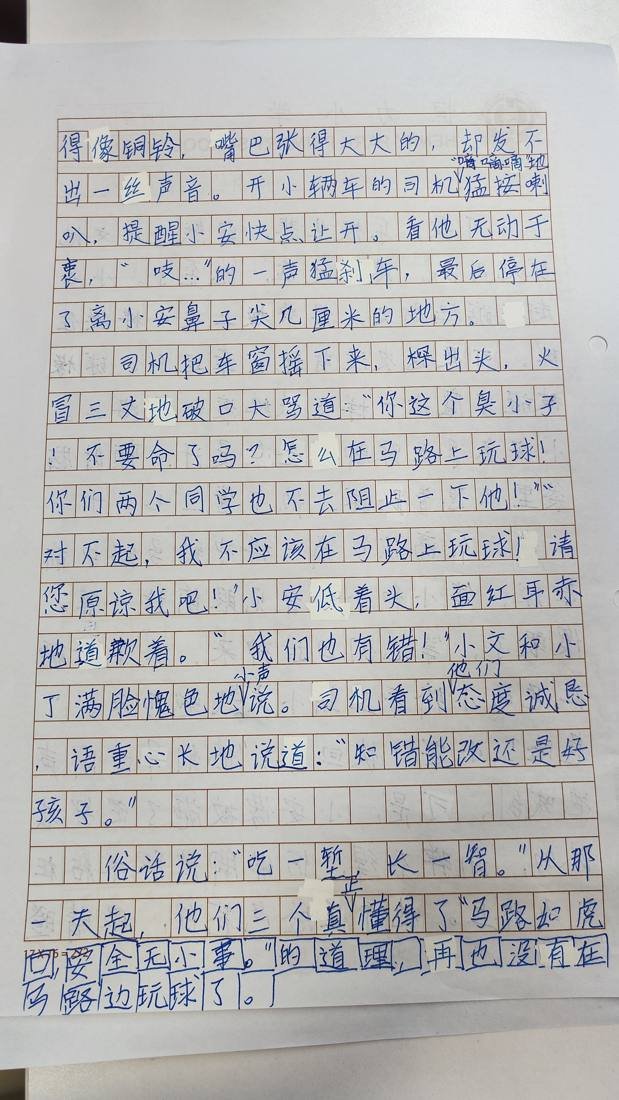 得像铜铃，嘴巴张得大大的，却发不
"嘀嘀嘀"地
出一丝声音。开小辆车的司机猛按喇
叭，提醒小安快点让开。看他无动于
衷，"吱…"的一声猛刹车，最后停在
了离小安鼻子尖几厘米的地方。
司机把车窗摇下来，探出头，火
冒三丈地破口大骂道："你这个臭小子
！不要命了吗？怎么在马路上玩球！
你们两个同学也不去阻止一下他！""
对不起，我不应该在马路上玩球！请
您原谅我吧！"小安低着头，面红耳赤
地道歉着。"我们也有错！"小文和小
小声 他们
丁满脸愧色地说。司机看到态度诚恳
，语重心长地说道："知错能改还是好
孩子。"
俗话说："吃一堑，长一智。"从那
正
一天起，他们三个真懂得了"马路如虎
口，安全无小事。"的道理，再也没有在
马路边玩球了。